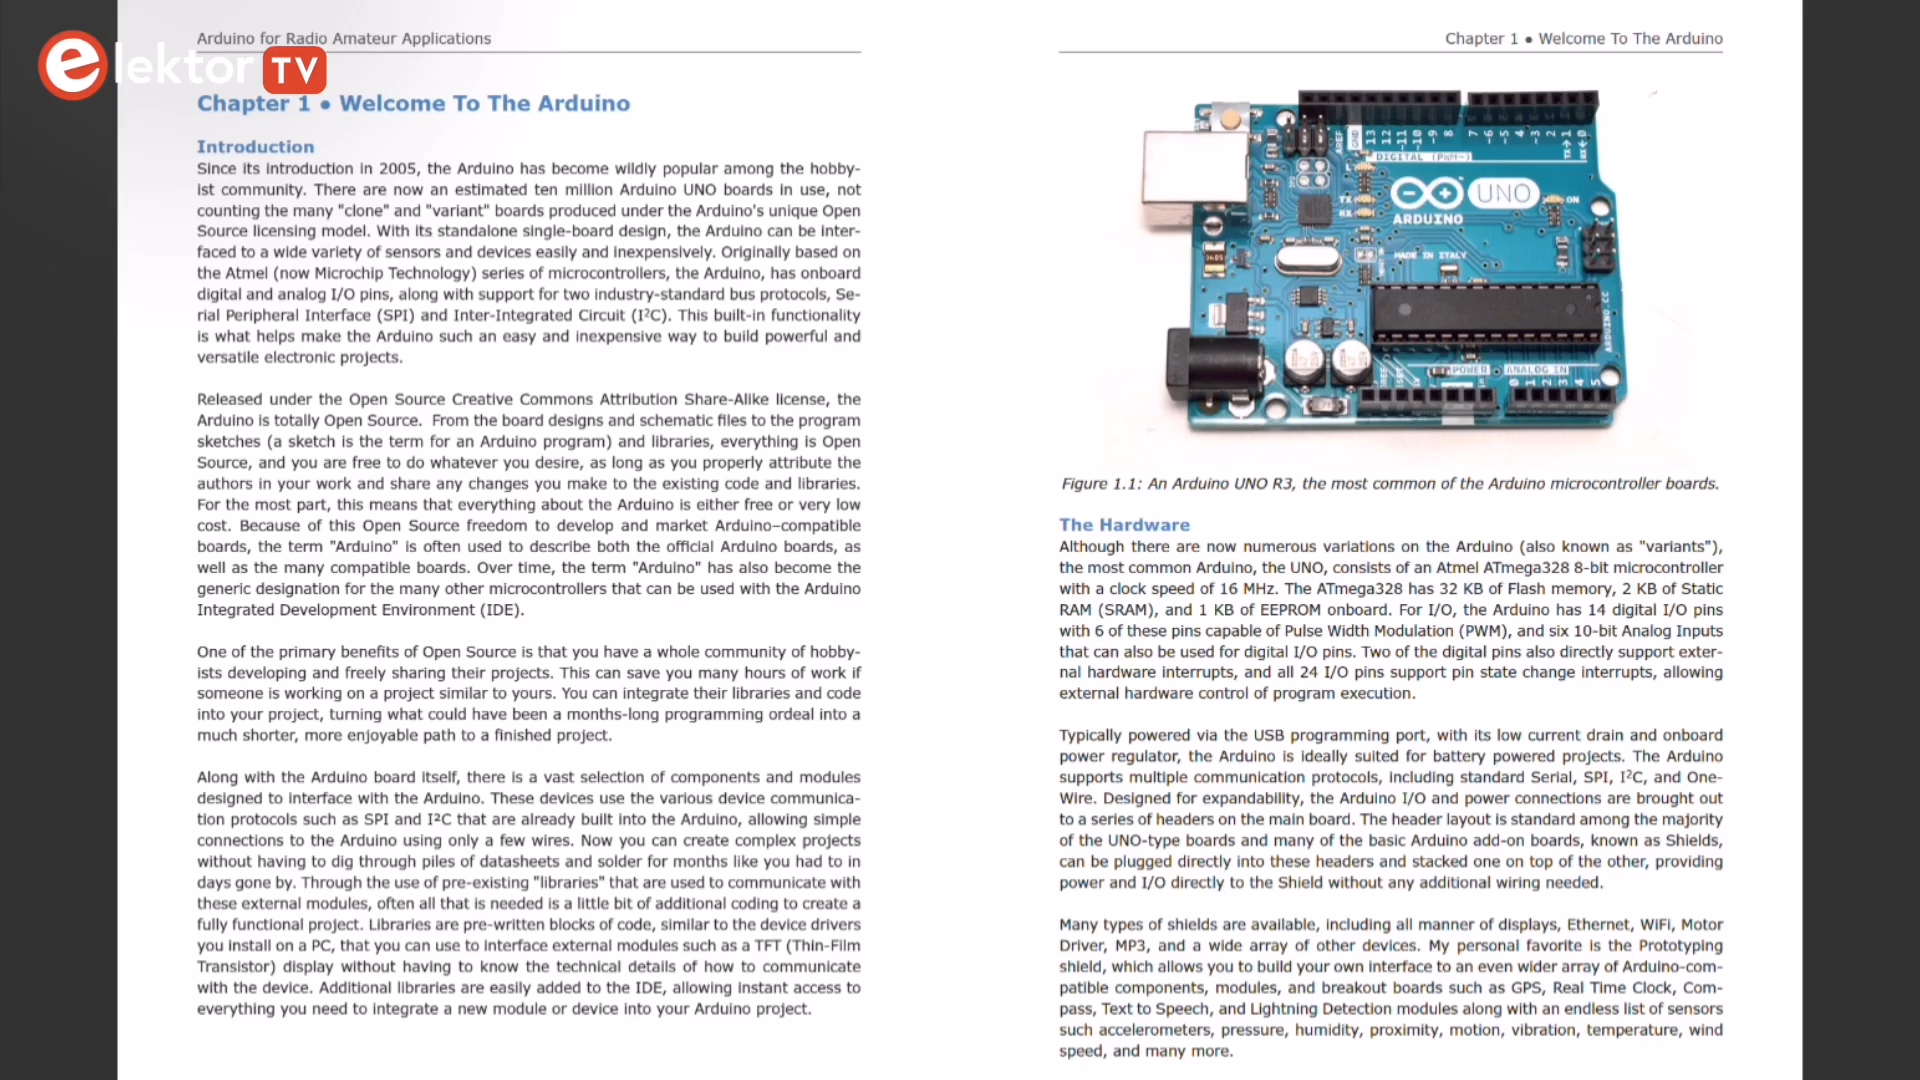 Arduino for Radio Amateur Applications
elektor TV
Chapter 1 • Welcome To The Arduino
Introduction
Since its introduction in 2005, the Arduino has become wildly popular among the hobby-
ist community. There are now an estimated ten million Arduino UNO boards in use, not
counting the many "clone" and "variant" boards produced under the Arduino's unique Open
Source licensing model. With its standalone single-board design, the Arduino can be inter-
faced to a wide variety of sensors and devices easily and inexpensively. Originally based on
the Atmel (now Microchip Technology) series of microcontrollers, the Arduino, has onboard
digital and analog I/O pins, along with support for two industry-standard bus protocols, Se-
rial Peripheral Interface (SPI) and Inter-Integrated Circuit (I²C). This built-in functionality
is what helps make the Arduino such an easy and inexpensive way to build powerful and
versatile electronic projects.
Released under the Open Source Creative Commons Attribution Share-Alike license, the
Arduino is totally Open Source.  From the board designs and schematic files to the program
sketches (a sketch is the term for an Arduino program) and libraries, everything is Open
Source, and you are free to do whatever you desire, as long as you properly attribute the
authors in your work and share any changes you make to the existing code and libraries.
For the most part, this means that everything about the Arduino is either free or very low
cost. Because of this Open Source freedom to develop and market Arduino–compatible
boards, the term "Arduino" is often used to describe both the official Arduino boards, as
well as the many compatible boards. Over time, the term "Arduino" has also become the
generic designation for the many other microcontrollers that can be used with the Arduino
Integrated Development Environment (IDE).
One of the primary benefits of Open Source is that you have a whole community of hobby-
ists developing and freely sharing their projects. This can save you many hours of work if
someone is working on a project similar to yours. You can integrate their libraries and code
into your project, turning what could have been a months-long programming ordeal into a
much shorter, more enjoyable path to a finished project.
Along with the Arduino board itself, there is a vast selection of components and modules
designed to interface with the Arduino. These devices use the various device communica-
tion protocols such as SPI and I²C that are already built into the Arduino, allowing simple
connections to the Arduino using only a few wires. Now you can create complex projects
without having to dig through piles of datasheets and solder for months like you had to in
days gone by. Through the use of pre-existing "libraries" that are used to communicate with
these external modules, often all that is needed is a little bit of additional coding to create a
fully functional project. Libraries are pre-written blocks of code, similar to the device drivers
you install on a PC, that you can use to interface external modules such as a TFT (Thin-Film
Transistor) display without having to know the technical details of how to communicate
with the device. Additional libraries are easily added to the IDE, allowing instant access to
everything you need to integrate a new module or device into your Arduino project.
Chapter 1 • Welcome To The Arduino
AREF GND 13 12 ~11 ~10 ~9 8 7 ~6 ~5 4 ~3 2 TX→1 RX←0
DIGITAL (PWM~)
UNO
TX
RX
ON
ARDUINO
MADE IN ITALY
ARDUINO.CC
POWER ANALOG IN
0 1 2 3 4 5
Figure 1.1: An Arduino UNO R3, the most common of the Arduino microcontroller boards.
The Hardware
Although there are now numerous variations on the Arduino (also known as "variants"),
the most common Arduino, the UNO, consists of an Atmel ATmega328 8-bit microcontroller
with a clock speed of 16 MHz. The ATmega328 has 32 KB of Flash memory, 2 KB of Static
RAM (SRAM), and 1 KB of EEPROM onboard. For I/O, the Arduino has 14 digital I/O pins
with 6 of these pins capable of Pulse Width Modulation (PWM), and six 10-bit Analog Inputs
that can also be used for digital I/O pins. Two of the digital pins also directly support exter-
nal hardware interrupts, and all 24 I/O pins support pin state change interrupts, allowing
external hardware control of program execution.
Typically powered via the USB programming port, with its low current drain and onboard
power regulator, the Arduino is ideally suited for battery powered projects. The Arduino
supports multiple communication protocols, including standard Serial, SPI, I²C, and One-
Wire. Designed for expandability, the Arduino I/O and power connections are brought out
to a series of headers on the main board. The header layout is standard among the majority
of the UNO-type boards and many of the basic Arduino add-on boards, known as Shields,
can be plugged directly into these headers and stacked one on top of the other, providing
power and I/O directly to the Shield without any additional wiring needed.
Many types of shields are available, including all manner of displays, Ethernet, WiFi, Motor
Driver, MP3, and a wide array of other devices. My personal favorite is the Prototyping
shield, which allows you to build your own interface to an even wider array of Arduino-com-
patible components, modules, and breakout boards such as GPS, Real Time Clock, Com-
pass, Text to Speech, and Lightning Detection modules along with an endless list of sensors
such accelerometers, pressure, humidity, proximity, motion, vibration, temperature, wind
speed, and many more.